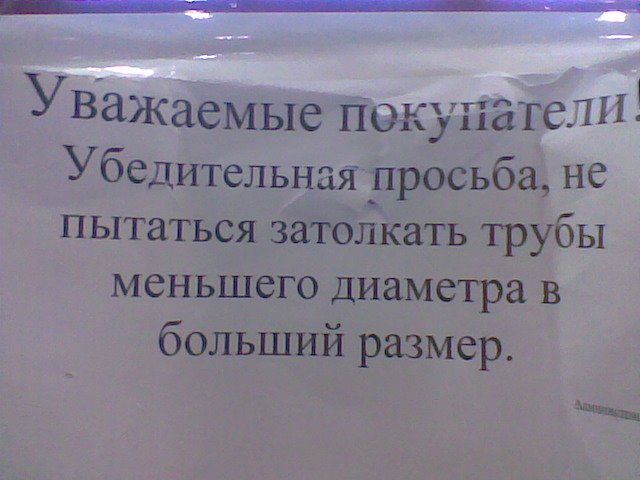 Уважаемые покупатели!
Убедительная просьба, не
пытаться затолкать трубы
меньшего диаметра в
больший размер.